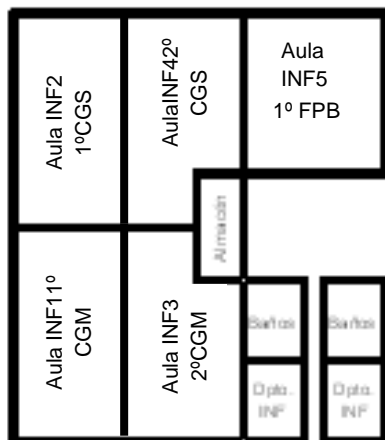 Aula INF2
1ºCGS
AulaINF42º
CGS
Aula
INF5
1º FPB
Almacén
Aula INF11º
CGM
Aula INF3
2ºCGM
Baños
Baños
Dpto.
INF
Dpto.
INF